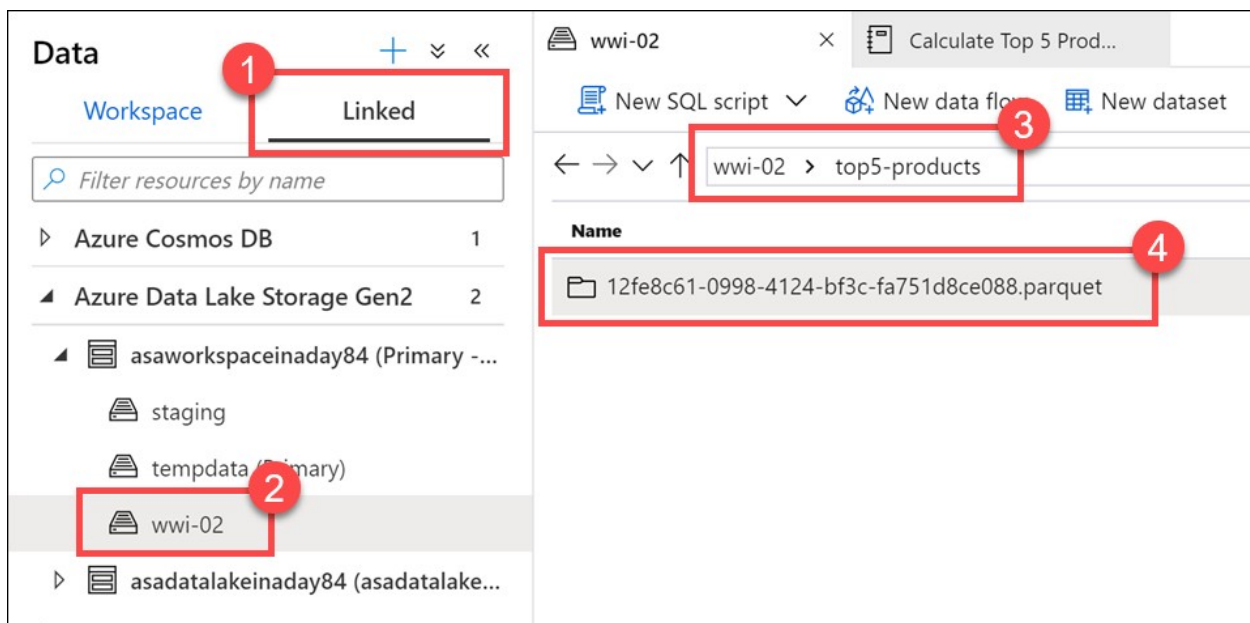 Data
1
Workspace
Linked
Filter resources by name
Azure Cosmos DB 1
Azure Data Lake Storage Gen2 2
asaworkspaceinaday84 (Primary -...
staging
tempdata (Primary)
2
wwi-02
asadatalakeinaday84 (asadatalake...
wwi-02
Calculate Top 5 Prod...
New SQL script
New data flow
New dataset
3
wwi-02 > top5-products
Name
4
12fe8c61-0998-4124-bf3c-fa751d8ce088.parquet